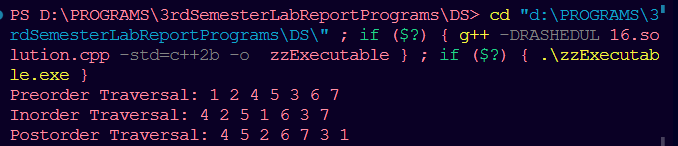 PS D:\PROGRAMS\3rdSemesterLabReportPrograms\DS> cd "d:\PROGRAMS\3
rdSemesterLabReportPrograms\DS\" ; if ($?) { g++ -DRASHEDUL 16.so
lution.cpp -std=c++2b -o  zzExecutable } ; if ($?) { .\zzExecutab
le.exe }
Preorder Traversal: 1 2 4 5 3 6 7
Inorder Traversal: 4 2 5 1 6 3 7
Postorder Traversal: 4 5 2 6 7 3 1